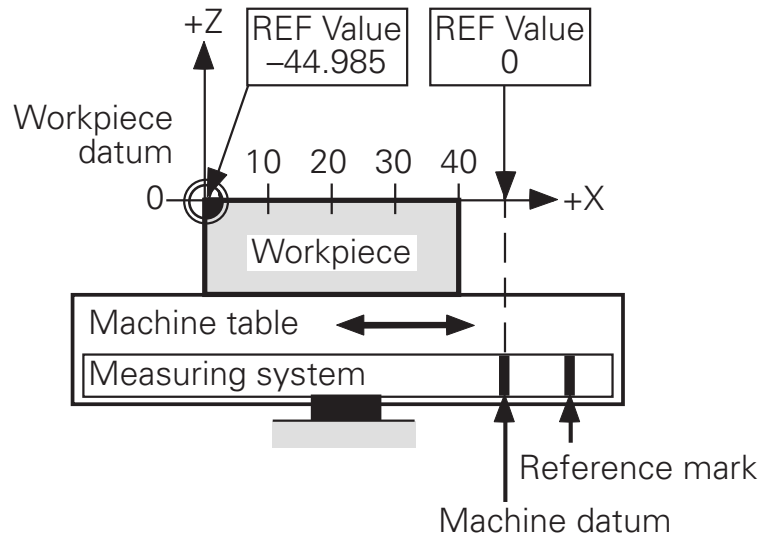 +Z
REF Value
–44.985
REF Value
0
Workpiece
datum
10 20 30 40
0
+X
Workpiece
Machine table
Measuring system
Reference mark
Machine datum